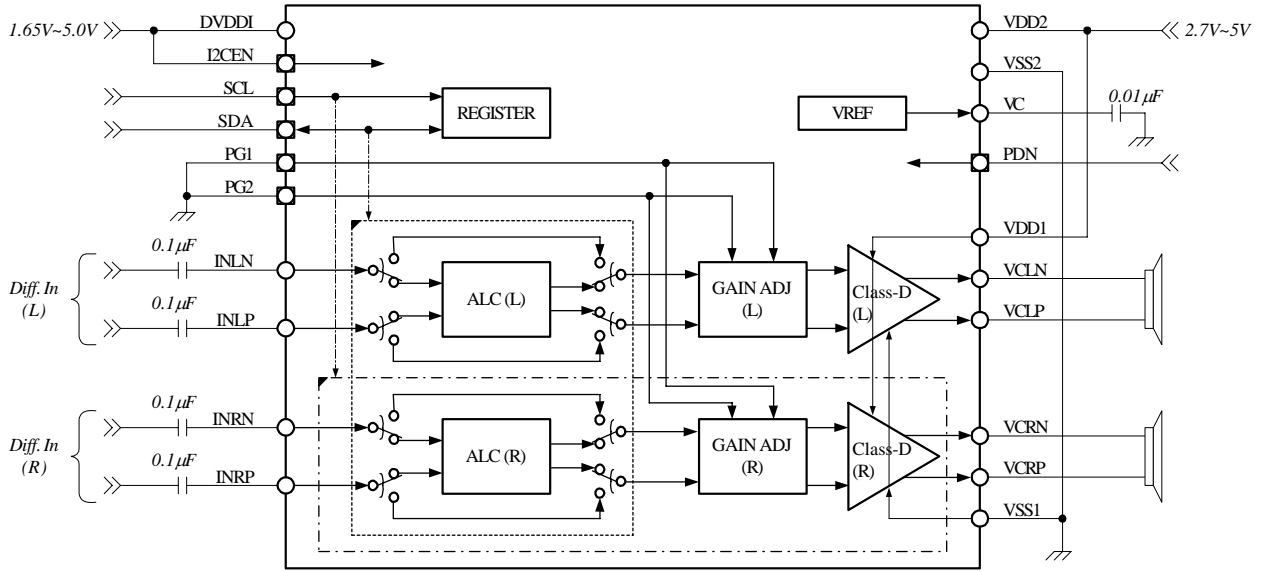 1.65V~5.0V
DVDDI
VDD2
2.7V~5V
I2CEN
VSS2
SCL
REGISTER
VREF
VC
0.01µF
SDA
PG1
PDN
PG2
VDD1
0.1µF
INLN
VCLN
Diff. In
(L)
ALC (L)
GAIN ADJ
(L)
Class-D
(L)
0.1µF
INLP
VCLP
0.1µF
INRN
VCRN
Diff. In
(R)
ALC (R)
GAIN ADJ
(R)
Class-D
(R)
0.1µF
INRP
VCRP
VSS1